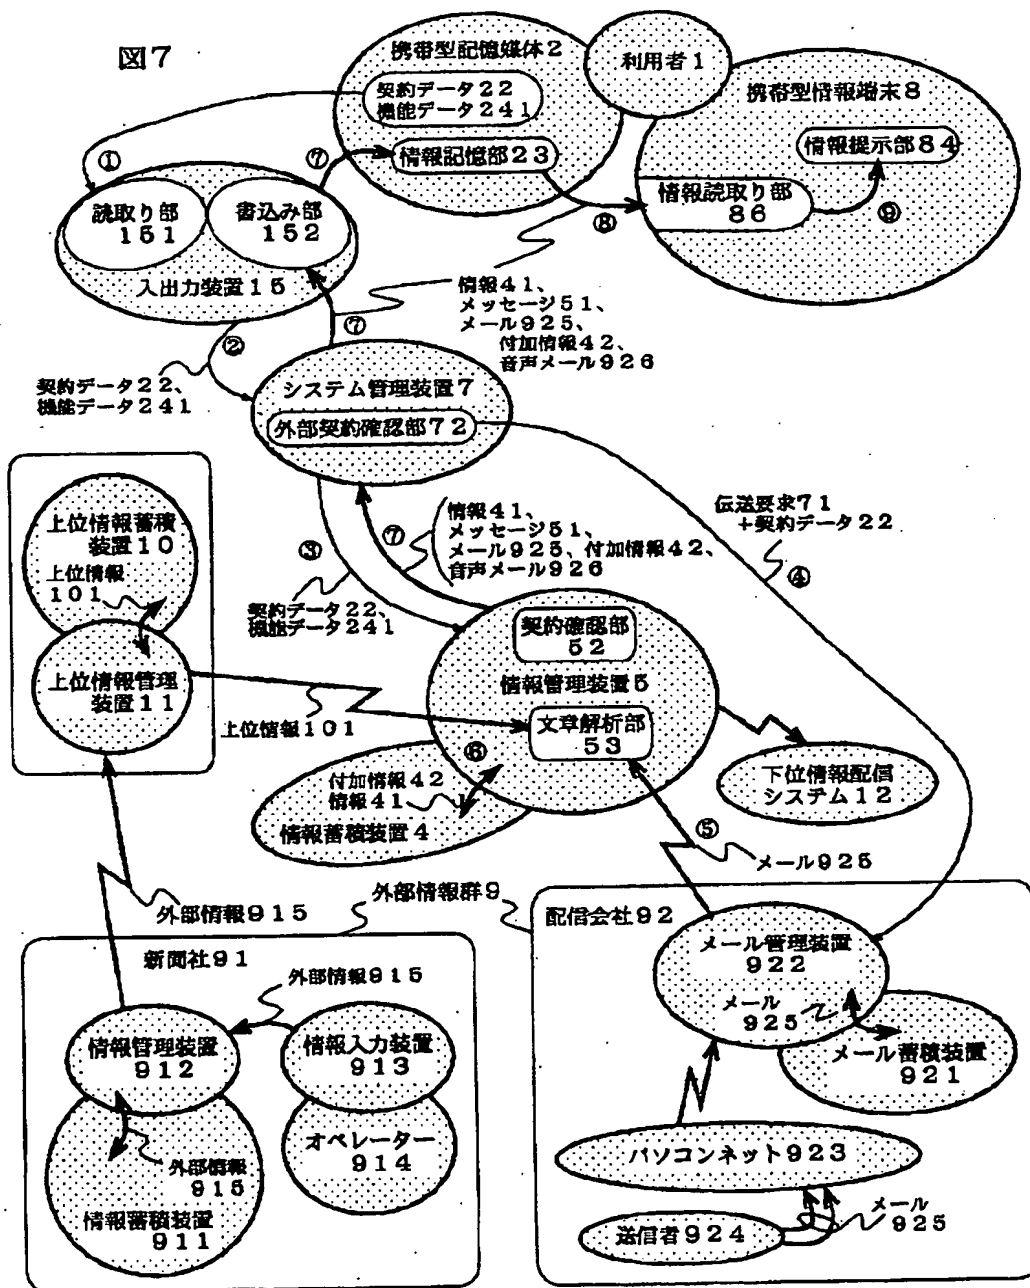 図7
携帯型記憶媒体2
利用者1
契約データ22
機能データ241
情報記憶部23
携帯型情報端末8
情報提示部84
情報読取り部
86
①
⑦
⑧
⑨
読取り部
151
書込み部
152
入出力装置15
情報41、
メッセージ51、
メール925、
付加情報42、
音声メール926
②
⑦
契約データ22、
機能データ241
システム管理装置7
外部契約確認部72
上位情報蓄積
装置10
上位情報
101
上位情報管理
装置11
③
⑦
情報41、
メッセージ51、
メール925、付加情報42、
音声メール926
伝送要求71
+契約データ22
④
契約データ22、
機能データ241
契約確認部
52
情報管理装置5
文章解析部
53
上位情報101
⑥
付加情報42
情報41
情報蓄積装置4
下位情報配信
システム12
⑤
メール925
外部情報915
外部情報群9
新聞社91
外部情報915
情報管理装置
912
情報入力装置
913
オペレーター
914
外部情報
915
情報蓄積装置
911
配信会社92
メール管理装置
922
メール
925
メール蓄積装置
921
パソコンネット923
送信者924
メール
925